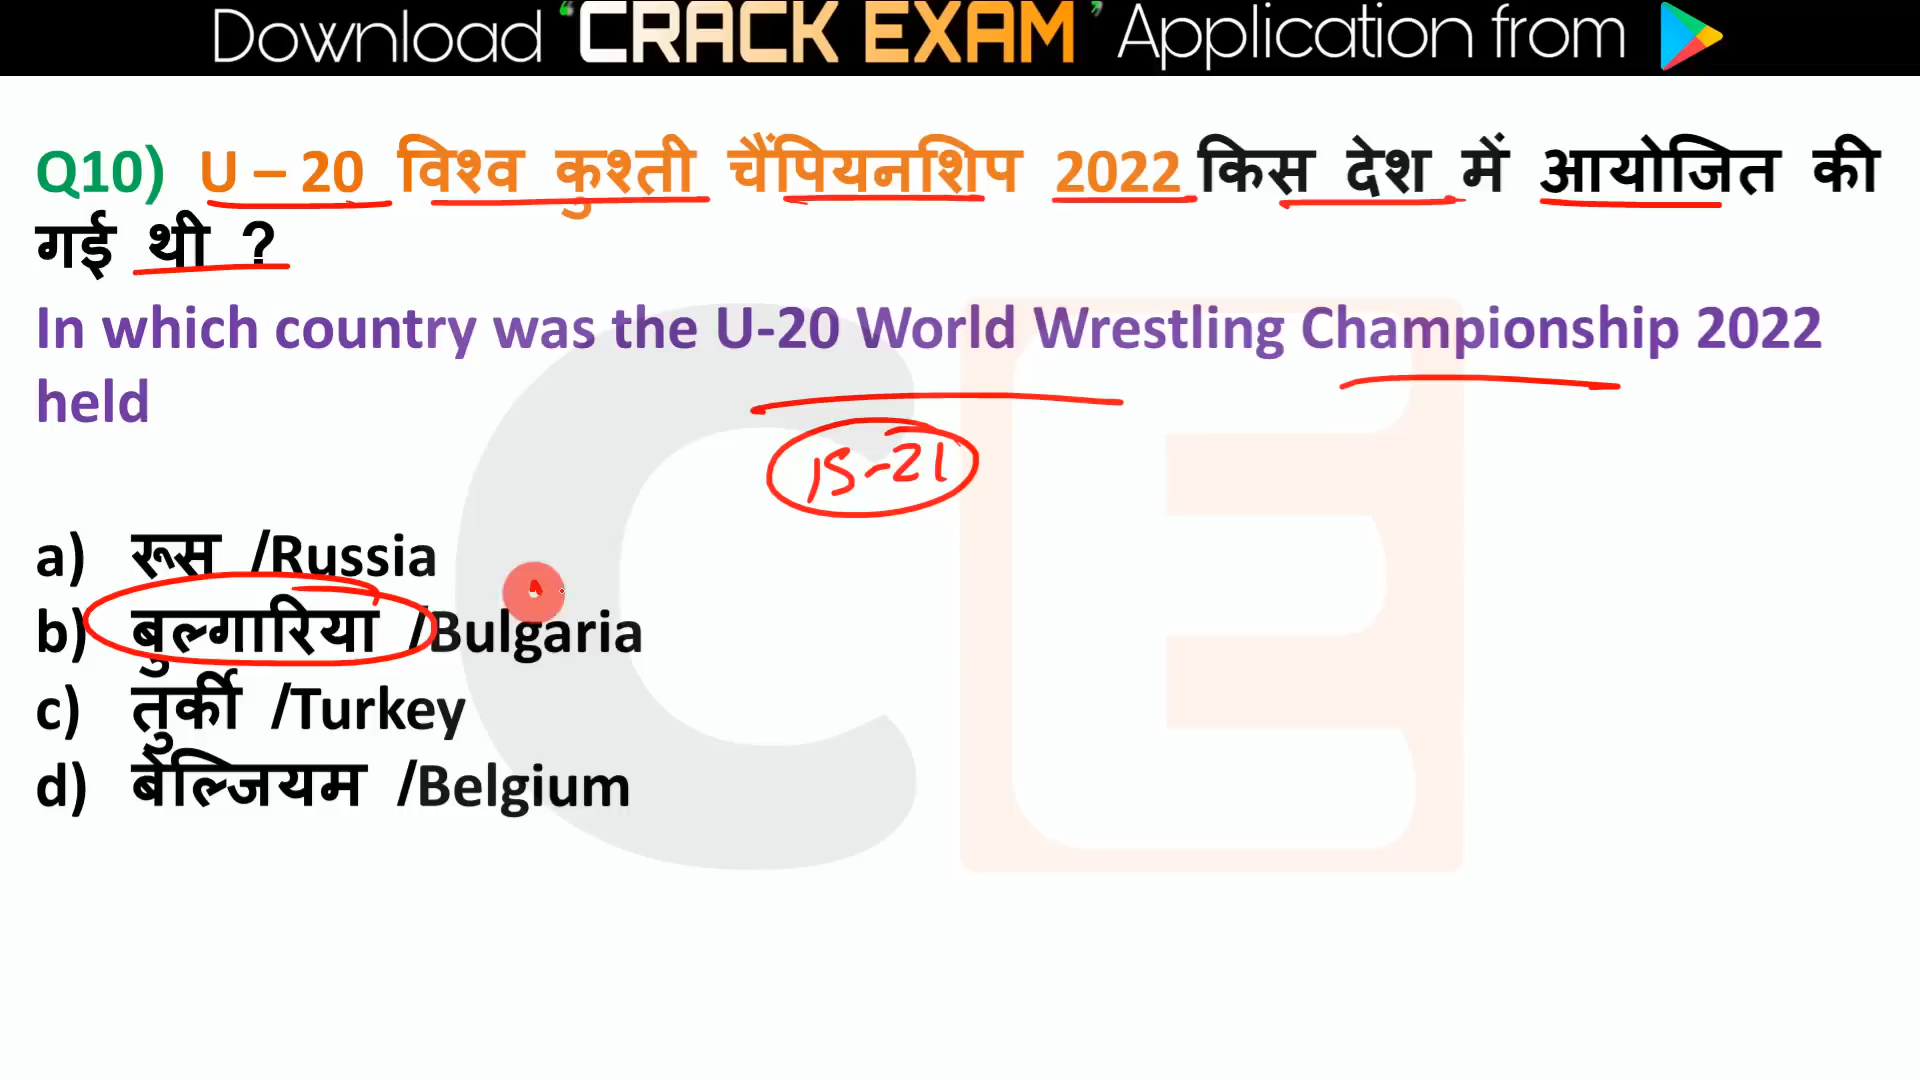 Download 'CRACK EXAM' Application from
Q10) U – 20 विश्व कुश्ती चैंपियनशिप 2022 किस देश में आयोजित की
गई थी ?
In which country was the U-20 World Wrestling Championship 2022
held
15-21
a) रूस /Russia
b) बुल्गारिया /Bulgaria
c) तुर्की /Turkey
d) बेल्जियम /Belgium
CE